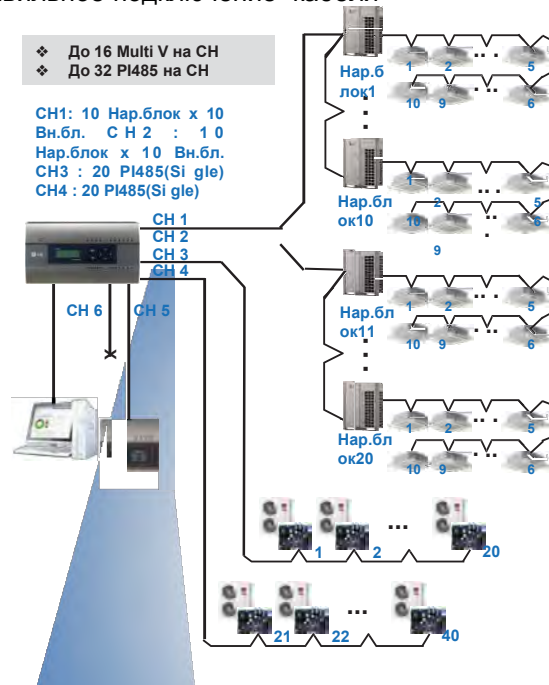 ❖ До 16 Multi V на CH
❖ До 32 PI485 на CH
CH1: 10 Нар.блок x 10
Вн.бл. C H 2 : 1 0
Нар.блок x 10 Вн.бл.
CH3 : 20 PI485(Si gle)
CH4 : 20 PI485(Si gle)
CH 1
CH 2
CH 3
CH 4
CH 6
CH 5
Нар.б
лок1
1 2 ... 5
10 9 6
Нар.бл
ок10
1 2 ... 5
10 9 6
Нар.бл
ок11
1 2 ... 5
10 9 6
Нар.бл
ок20
1 2 ... 5
10 9 6
1 2 ... 20
21 22 ... 40